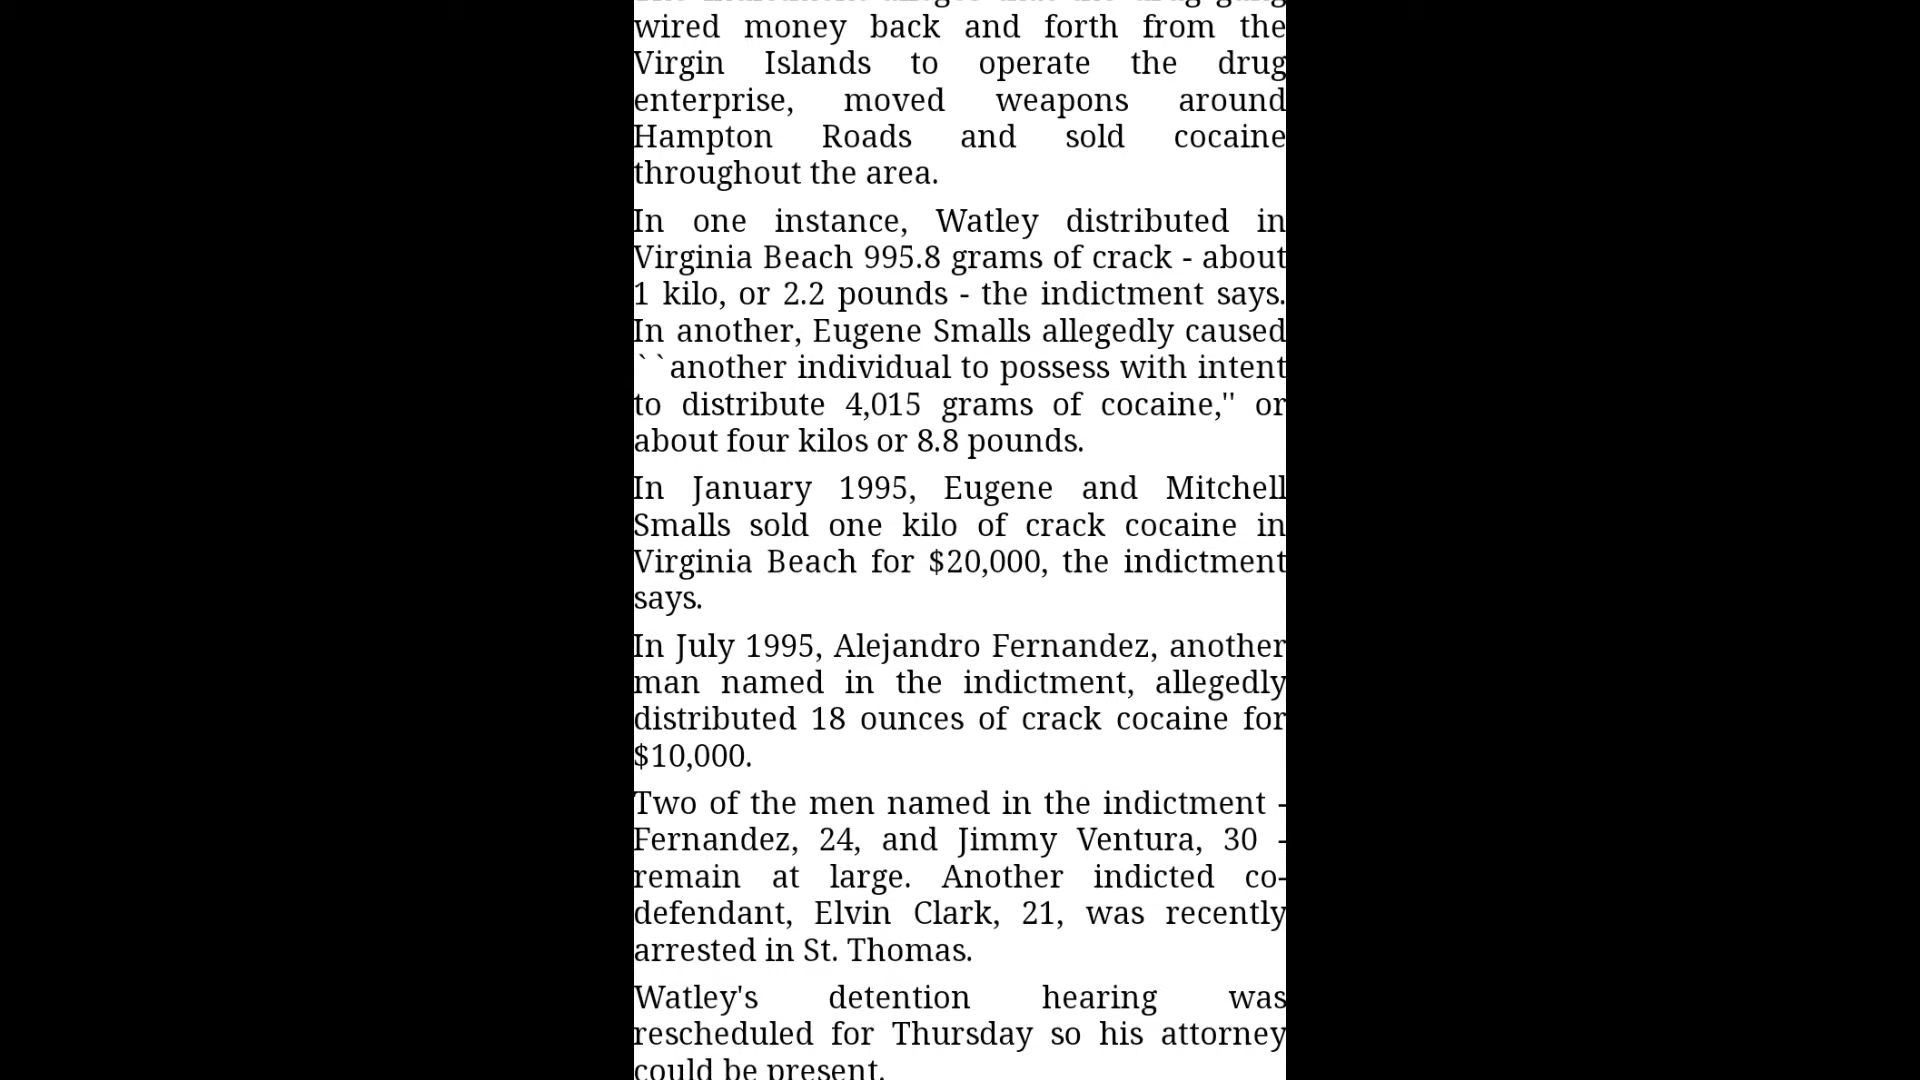 wired money back and forth from the
Virgin Islands to operate the drug
enterprise, moved weapons around
Hampton Roads and sold cocaine
throughout the area.
In one instance, Watley distributed in
Virginia Beach 995.8 grams of crack - about
1 kilo, or 2.2 pounds - the indictment says.
In another, Eugene Smalls allegedly caused
``another individual to possess with intent
to distribute 4,015 grams of cocaine,'' or
about four kilos or 8.8 pounds.
In January 1995, Eugene and Mitchell
Smalls sold one kilo of crack cocaine in
Virginia Beach for $20,000, the indictment
says.
In July 1995, Alejandro Fernandez, another
man named in the indictment, allegedly
distributed 18 ounces of crack cocaine for
$10,000.
Two of the men named in the indictment -
Fernandez, 24, and Jimmy Ventura, 30 -
remain at large. Another indicted co-
defendant, Elvin Clark, 21, was recently
arrested in St. Thomas.
Watley's detention hearing was
rescheduled for Thursday so his attorney
could be present.